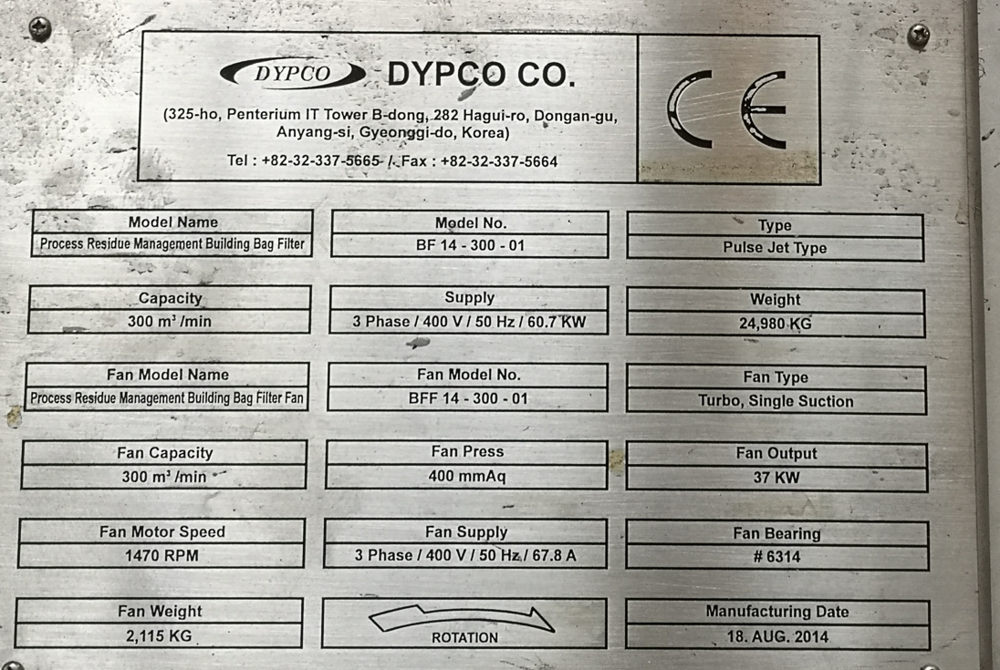 DYPCO DYPCO CO.
(325-ho, Penterium IT Tower B-dong, 282 Hagui-ro, Dongan-gu,
Anyang-si, Gyeonggi-do, Korea)
Tel : +82-32-337-5665 / Fax : +82-32-337-5664
CE
Model Name
Process Residue Management Building Bag Filter
Model No.
BF 14 - 300 - 01
Type
Pulse Jet Type
Capacity
300 m³ /min
Supply
3 Phase / 400 V / 50 Hz / 60.7 KW
Weight
24,980 KG
Fan Model Name
Process Residue Management Building Bag Filter Fan
Fan Model No.
BFF 14 - 300 - 01
Fan Type
Turbo, Single Suction
Fan Capacity
300 m³ /min
Fan Press
400 mmAq
Fan Output
37 KW
Fan Motor Speed
1470 RPM
Fan Supply
3 Phase / 400 V / 50 Hz / 67.8 A
Fan Bearing
# 6314
Fan Weight
2,115 KG
ROTATION
Manufacturing Date
18. AUG. 2014